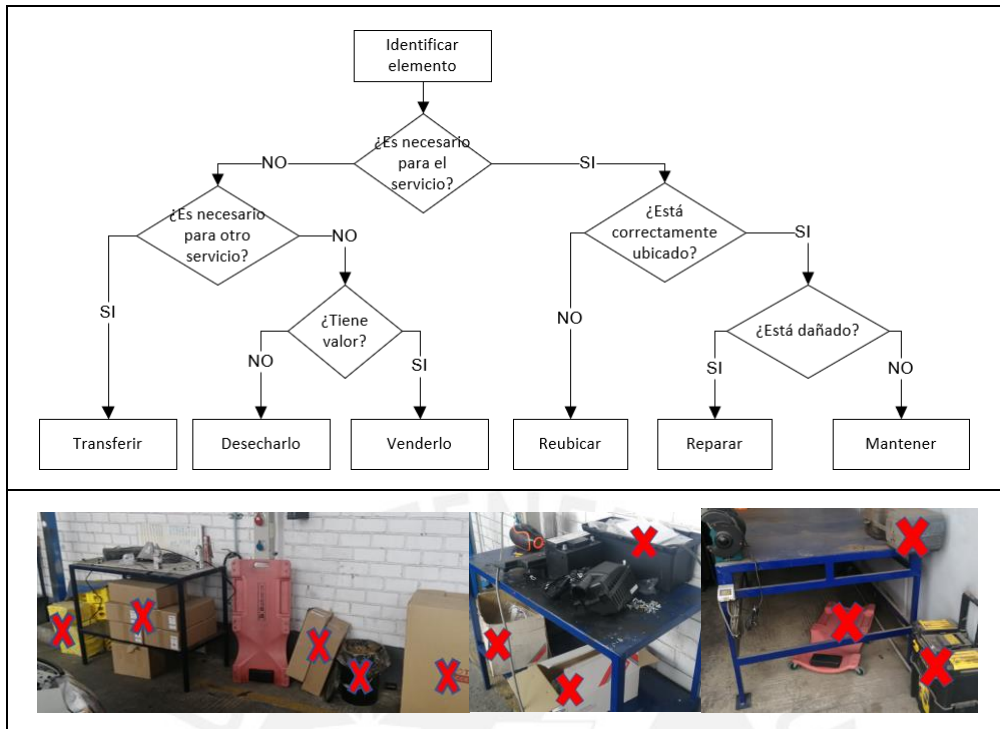 Identificar
elemento
¿Es necesario
para el
servicio?
NO
SI
¿Es necesario
para otro
servicio?
¿Está
correctamente
ubicado?
NO
SI
SI
¿Tiene
valor?
NO
¿Está dañado?
NO
SI
SI
NO
Transferir
Desecharlo
Venderlo
Reubicar
Reparar
Mantener